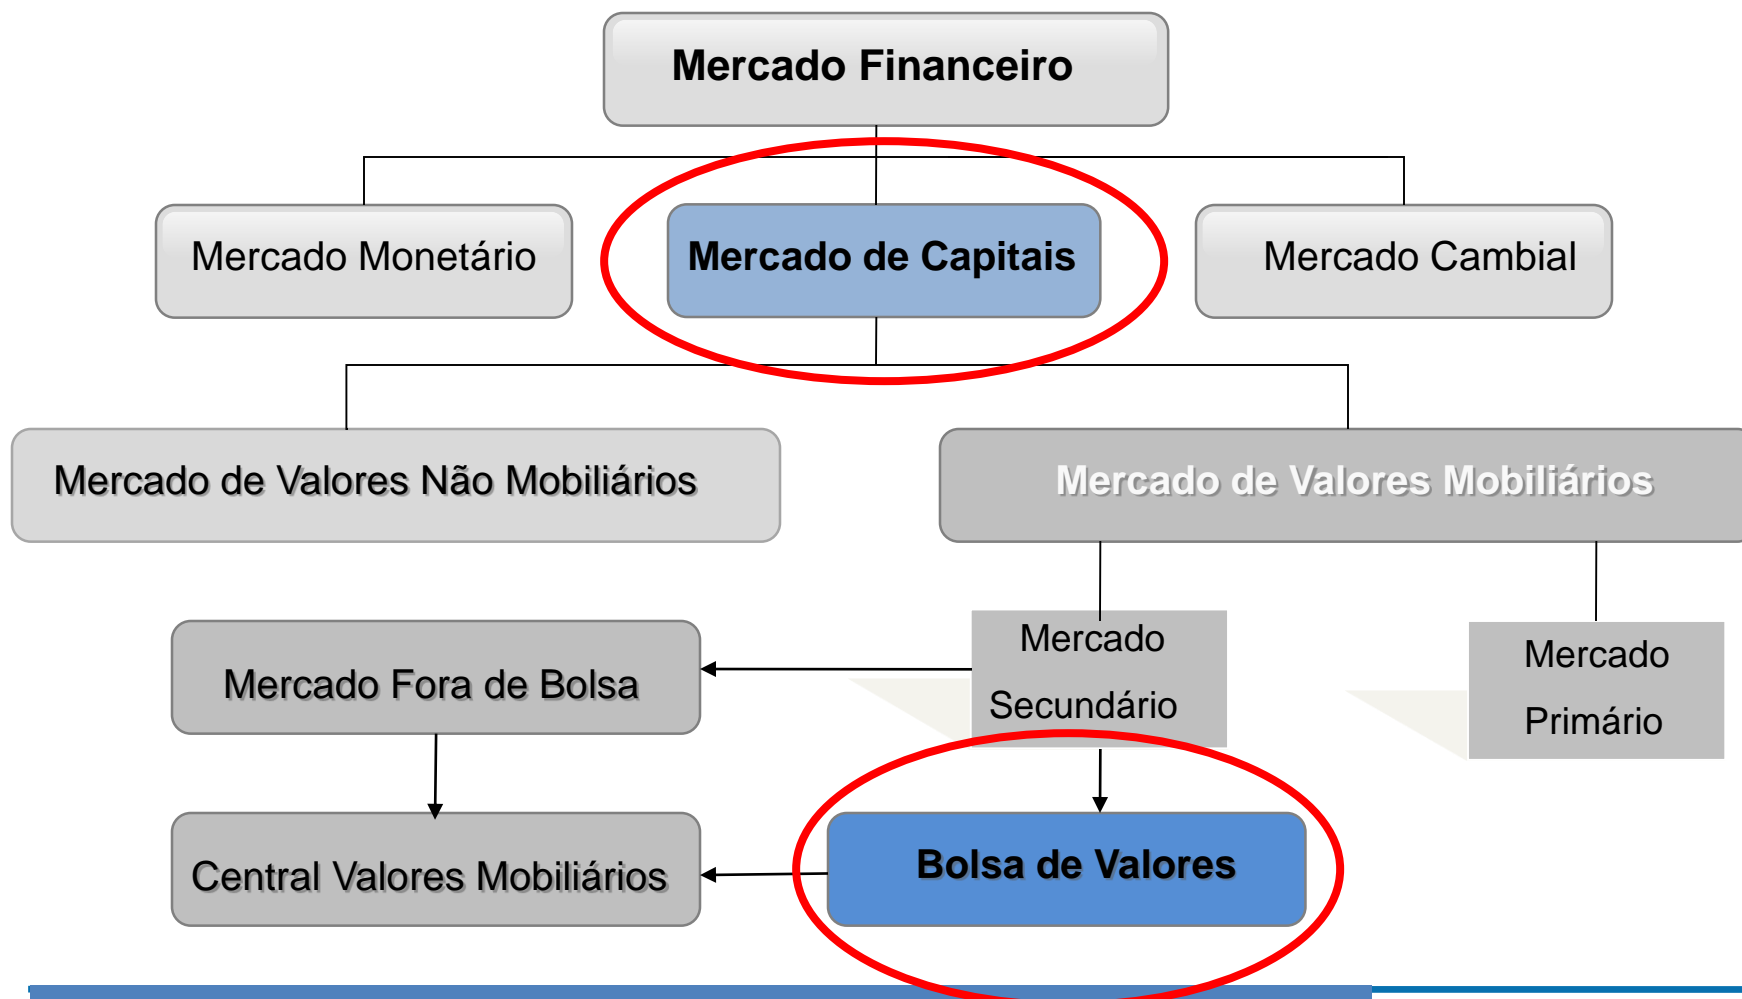 Mercado Financeiro
Mercado Monetário
Mercado de Capitais
Mercado Cambial
Mercado de Valores Não Mobiliários
Mercado de Valores Mobiliários
Mercado Fora de Bolsa
Mercado
Secundário
Mercado
Primário
Central Valores Mobiliários
Bolsa de Valores